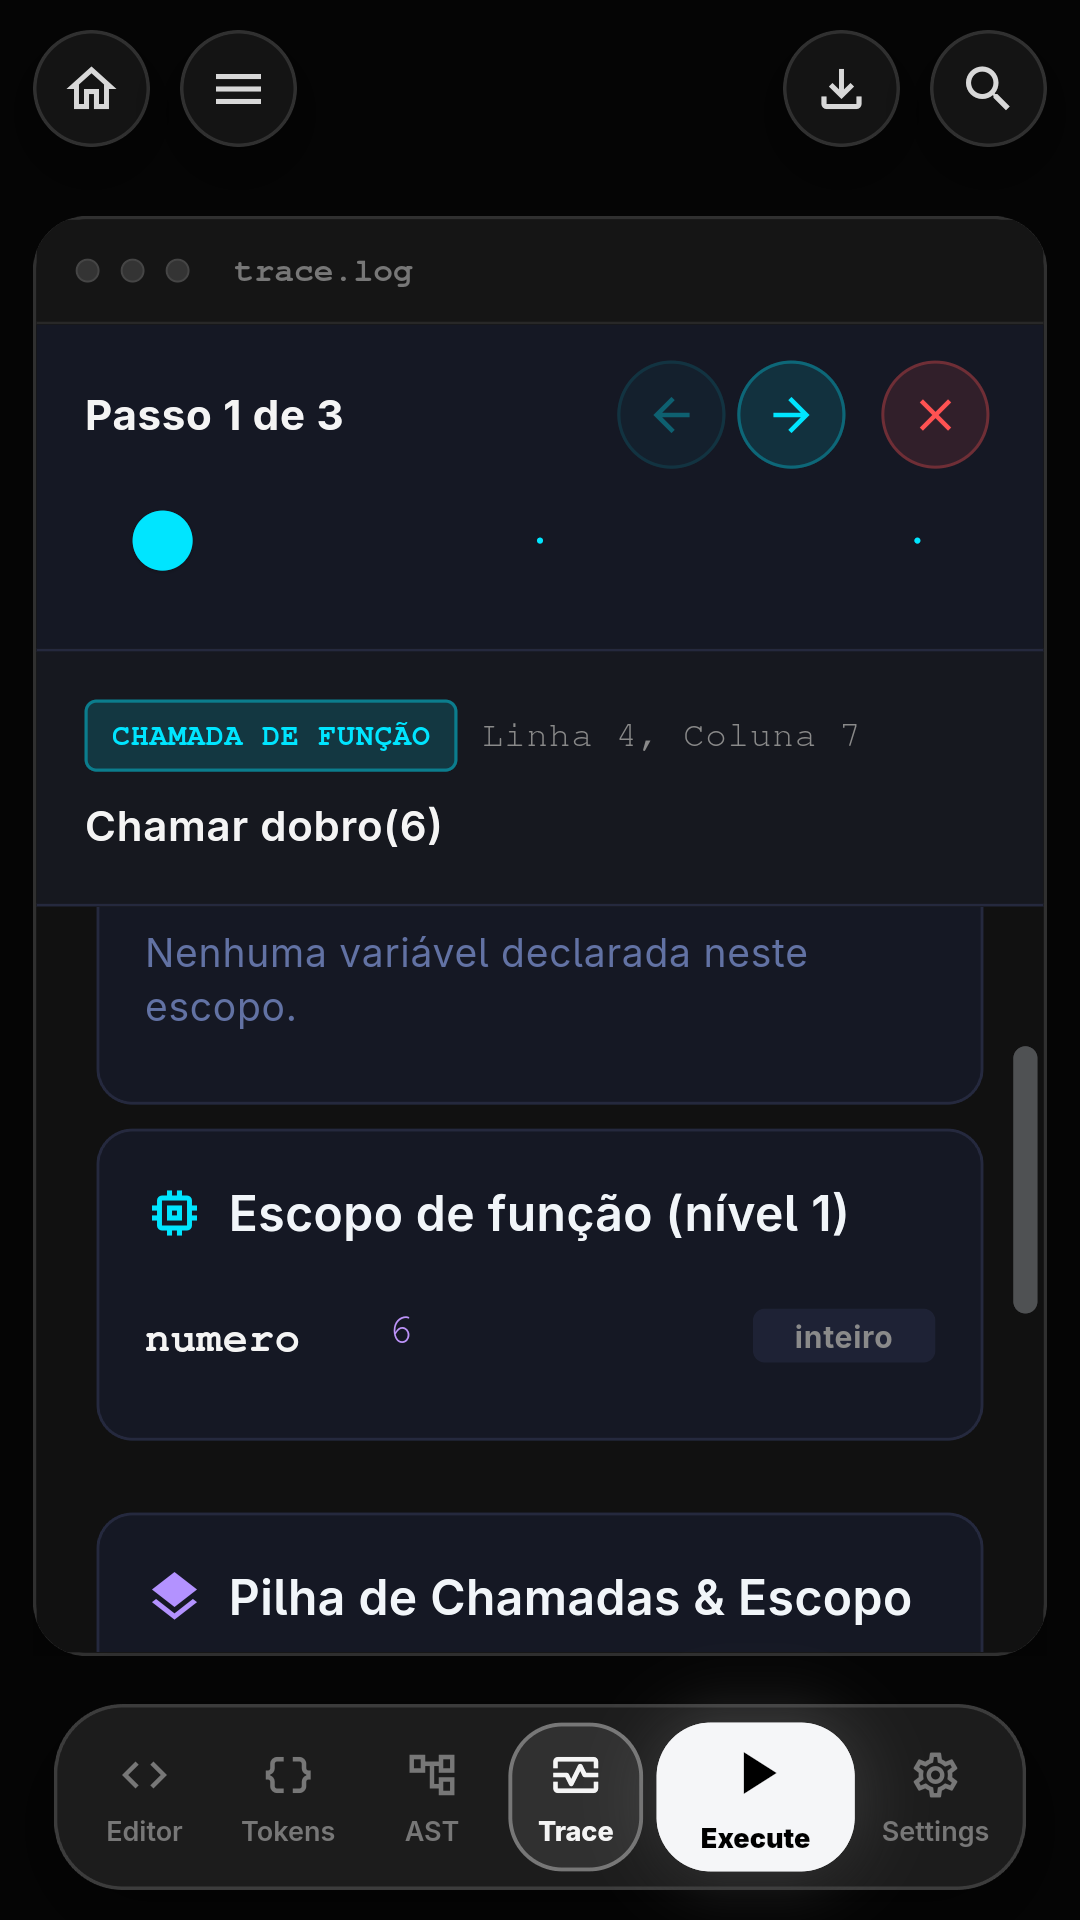 trace.log
Passo 1 de 3
CHAMADA DE FUNÇÃO Linha 4, Coluna 7
Chamar dobro(6)
Nenhuma variável declarada neste
escopo.
Escopo de função (nível 1)
numero 6 inteiro
Pilha de Chamadas & Escopo
Editor Tokens AST Trace Execute Settings